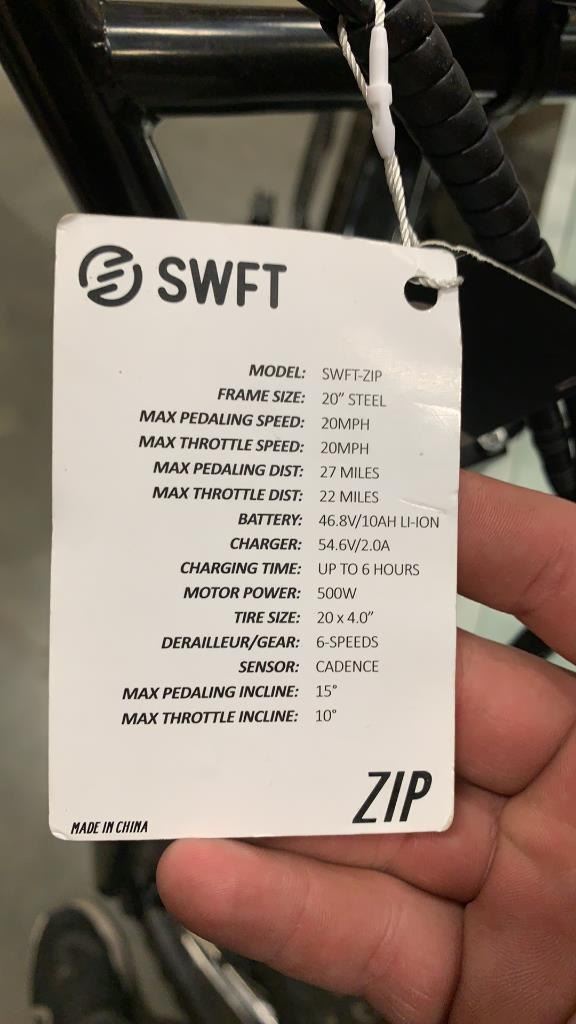 SWFT
MODEL: SWFT-ZIP
FRAME SIZE: 20" STEEL
MAX PEDALING SPEED: 20MPH
MAX THROTTLE SPEED: 20MPH
MAX PEDALING DIST: 27 MILES
MAX THROTTLE DIST: 22 MILES
BATTERY: 46.8V/10AH LI-ION
CHARGER: 54.6V/2.0A
CHARGING TIME: UP TO 6 HOURS
MOTOR POWER: 500W
TIRE SIZE: 20 x 4.0"
DERAILLEUR/GEAR: 6-SPEEDS
SENSOR: CADENCE
MAX PEDALING INCLINE: 15°
MAX THROTTLE INCLINE: 10°
ZIP
MADE IN CHINA